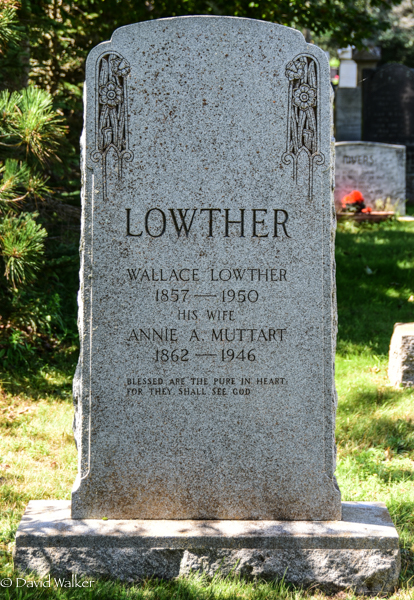 LOWTHER
WALLACE LOWTHER
1857 — 1950
HIS WIFE
ANNIE A. MUTTART
1862 — 1946
BLESSED ARE THE PURE IN HEART;
FOR THEY SHALL SEE GOD
© David Walker